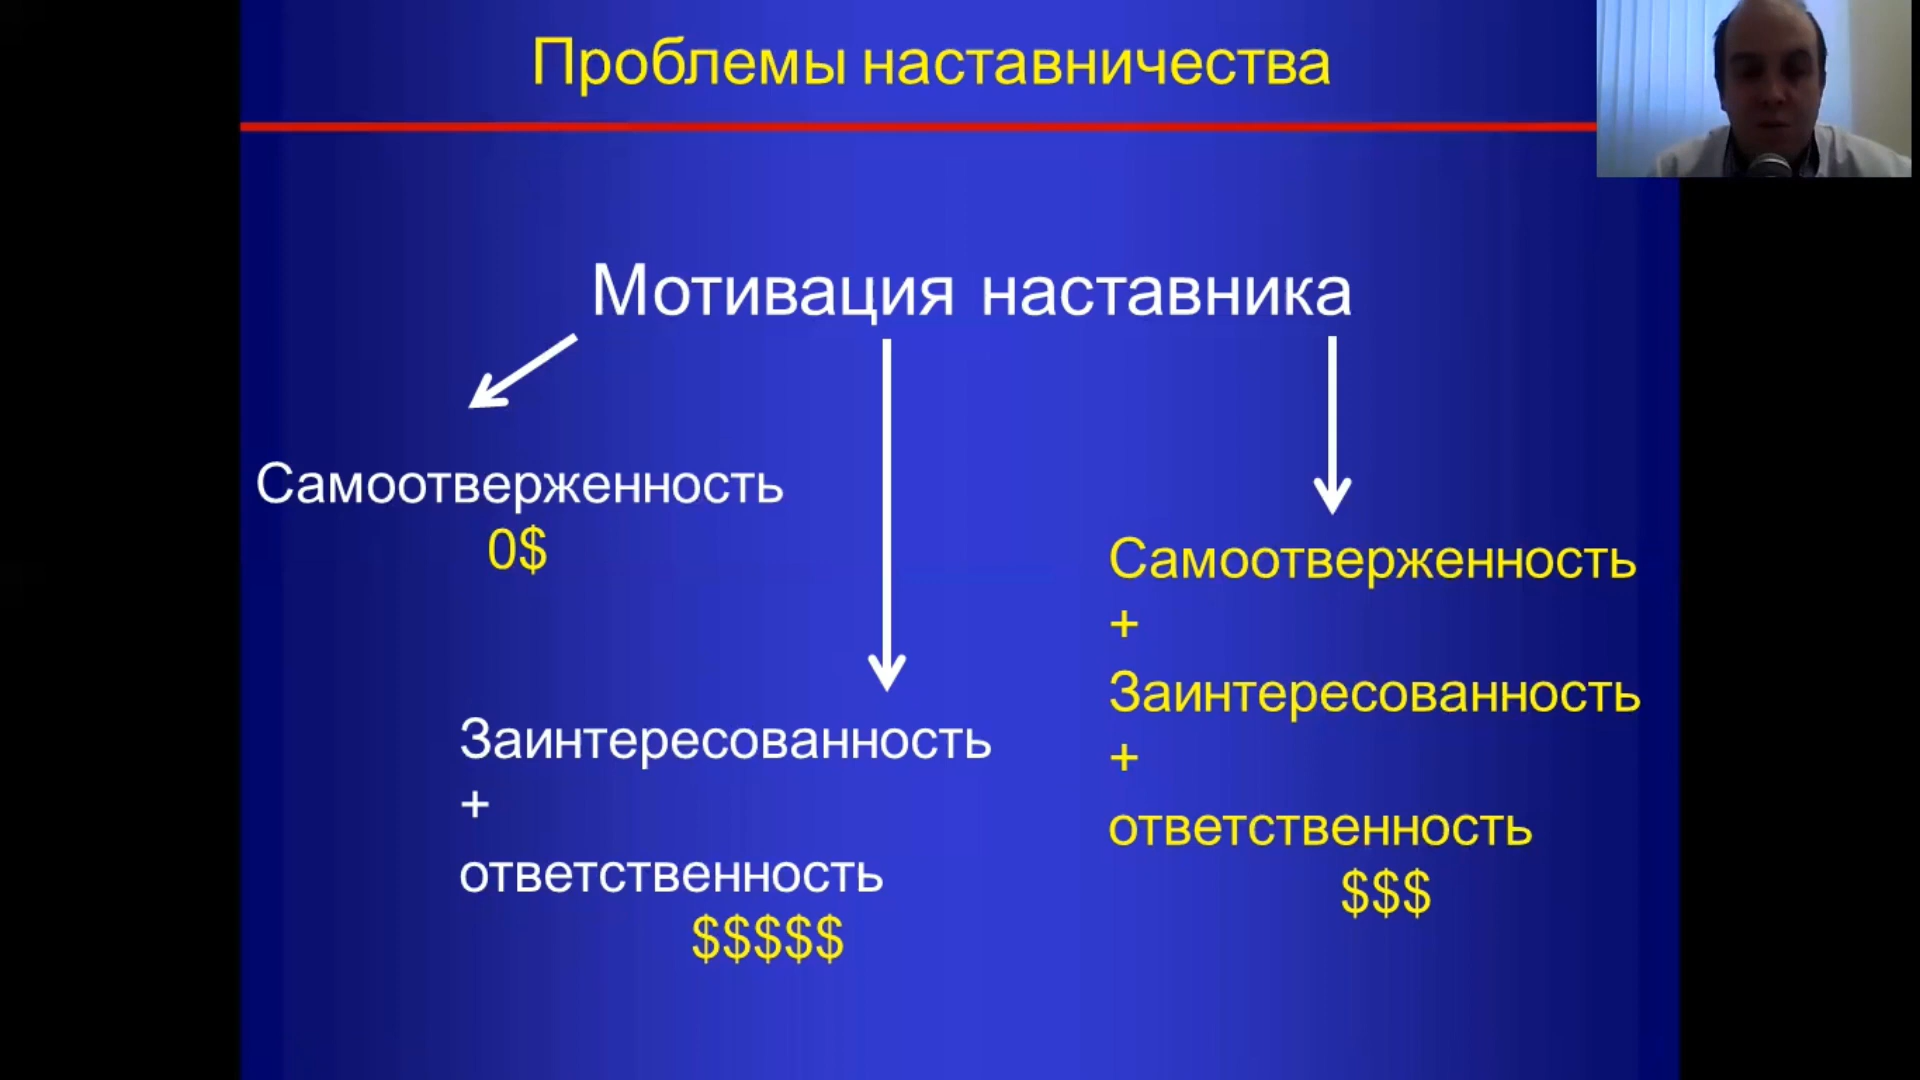 Проблемы наставничества
Мотивация наставника
Самоотверженность
0$
Заинтересованность
+
ответственность
$$$$$
Самоотверженность
+
Заинтересованность
+
ответственность
$$$